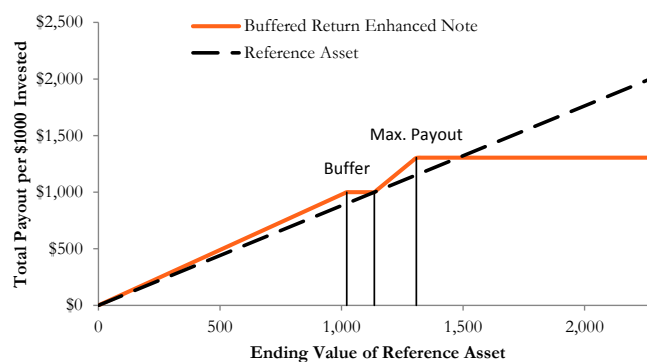 $2,500
Buffered Return Enhanced Note
Reference Asset
$2,000
$1,500
Max. Payout
Buffer
$1,000
$500
$0
0
500
1,000
1,500
2,000
Total Payout per $1000 Invested
Ending Value of Reference Asset